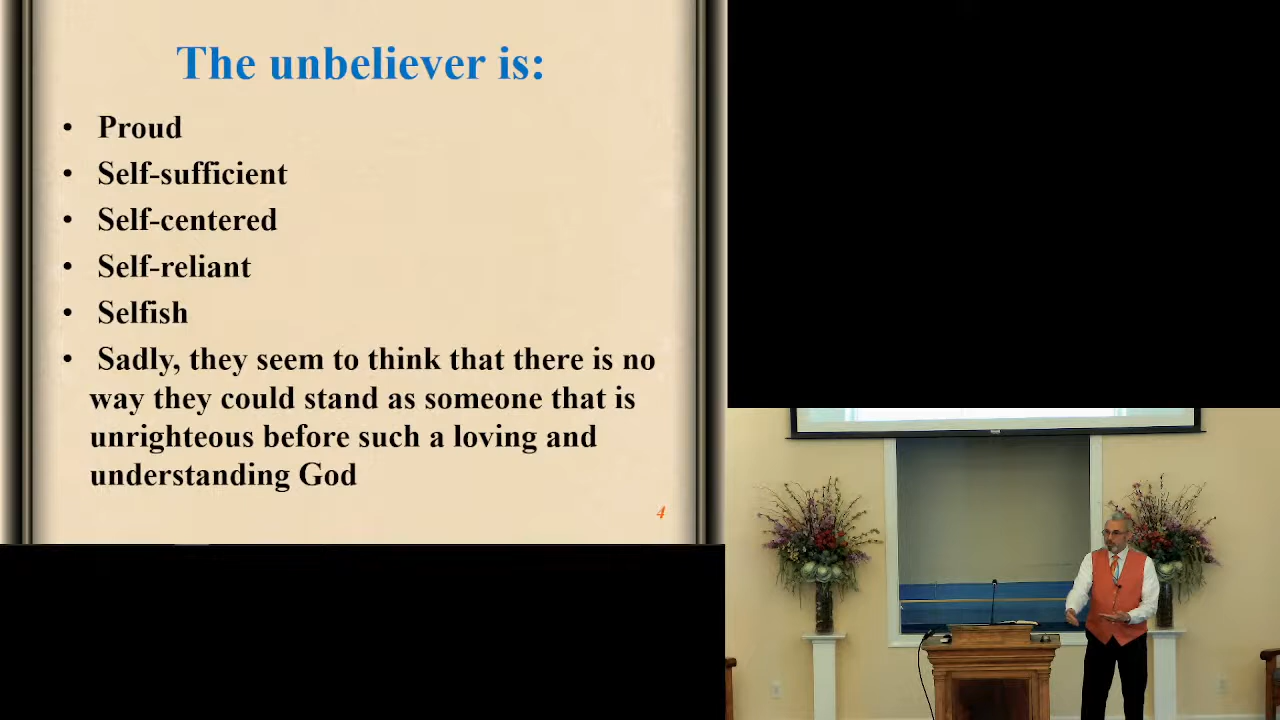 The unbeliever is:
• Proud
• Self-sufficient
• Self-centered
• Self-reliant
• Selfish
• Sadly, they seem to think that there is no
way they could stand as someone that is
unrighteous before such a loving and
understanding God
4